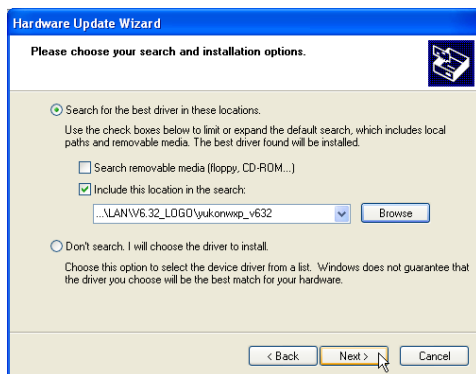 Hardware Update Wizard
Please choose your search and installation options.
Search for the best driver in these locations.
Use the check boxes below to limit or expand the default search, which includes local
paths and removable media. The best driver found will be installed.
Search removable media (floppy, CD-ROM...)
Include this location in the search:
...\LAN\V6.32_LOGO\yukonwxp_v632
Browse
Don't search. I will choose the driver to install.
Choose this option to select the device driver from a list. Windows does not guarantee that
the driver you choose will be the best match for your hardware.
< Back
Next >
Cancel